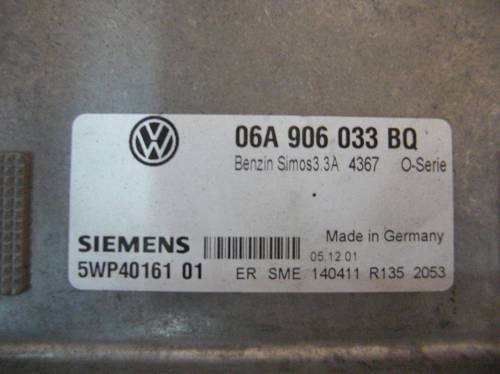 06A 906 033 BQ
Benzin Simos3.3A 4367 O-Serie
SIEMENS
Made in Germany
05.12.01
5WP40161 01 ER SME 140411 R135 2053